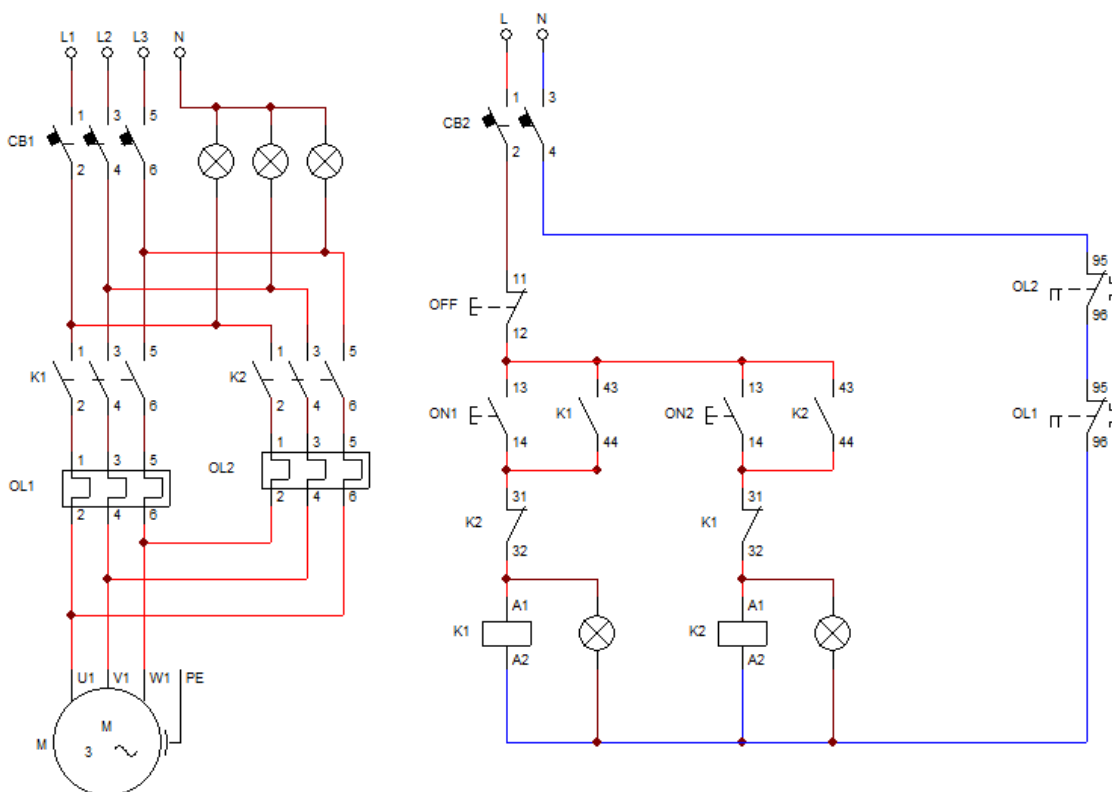 L1 L2 L3 N
1 3 5
CB1
2 4 6
1 3 5
K1
2 4 6
1 3 5
K2
2 4 6
1 3 5
OL1
2 4 6
1 3 5
OL2
2 4 6
U1 V1 W1 PE
M
M
3
L N
1 3
CB2
2 4
11
OFF
12
13 43 13 43
ON1 K1 ON2 K2
14 44 14 44
31 31
K2 K1
32 32
A1 A1
K1 K2
A2 A2
95
OL2
96
95
OL1
96